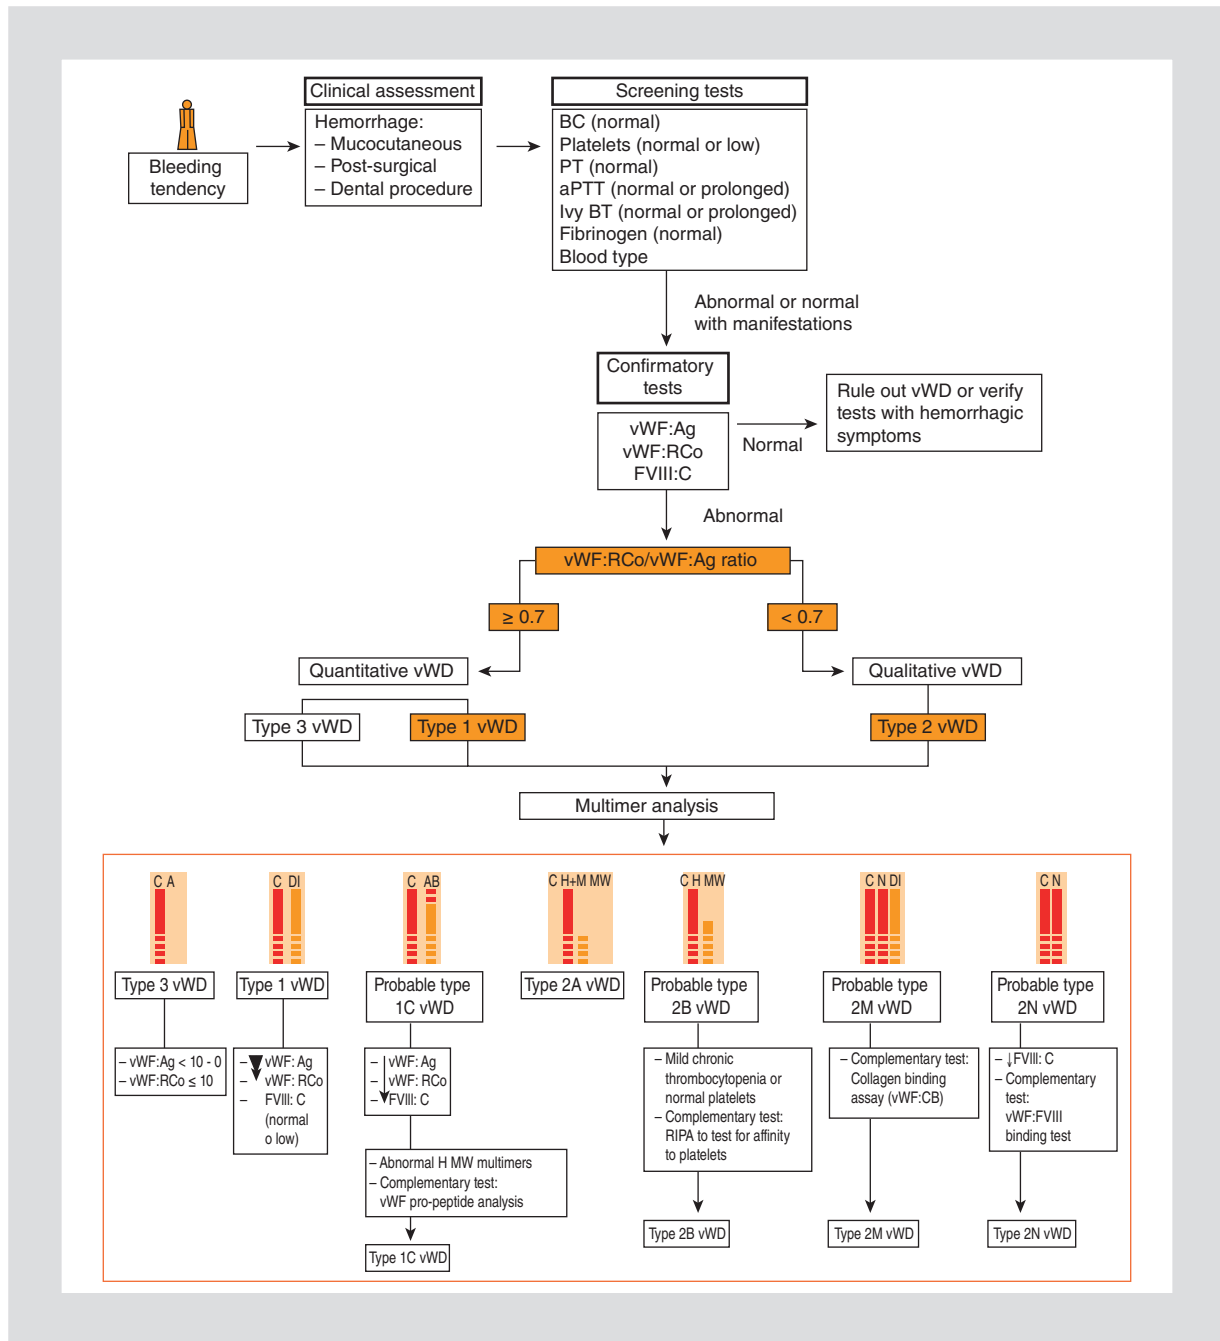 Bleeding
tendency
Clinical assessment
Hemorrhage:
– Mucocutaneous
– Post-surgical
– Dental procedure
Screening tests
BC (normal)
Platelets (normal or low)
PT (normal)
aPTT (normal or prolonged)
Ivy BT (normal or prolonged)
Fibrinogen (normal)
Blood type
Abnormal or normal
with manifestations
Confirmatory
tests
vWF:Ag
vWF:RCo
FVIII:C
Normal
Rule out vWD or verify
tests with hemorrhagic
symptoms
Abnormal
vWF:RCo/vWF:Ag ratio
≥ 0.7
< 0.7
Quantitative vWD
Qualitative vWD
Type 3 vWD
Type 1 vWD
Type 2 vWD
Multimer analysis
C A
C DI
C AB
C H+M MW
C H MW
C N DI
C N
Type 3 vWD
– vWF:Ag < 10 - 0
– vWF:RCo ≤ 10
Type 1 vWD
– vWF: Ag
– vWF: RCo
– FVIII: C
(normal
o low)
Probable type
1C vWD
– vWF: Ag
– vWF: RCo
– FVIII: C
– Abnormal H MW multimers
– Complementary test:
vWF pro-peptide analysis
Type 1C vWD
Type 2A vWD
Probable type
2B vWD
– Mild chronic
thrombocytopenia or
normal platelets
– Complementary test:
RIPA to test for affinity
to platelets
Type 2B vWD
Probable type
2M vWD
– Complementary test:
Collagen binding
assay (vWF:CB)
Type 2M vWD
Probable type
2N vWD
– ↓FVIII: C
– Complementary
test:
vWF:FVIII
binding test
Type 2N vWD